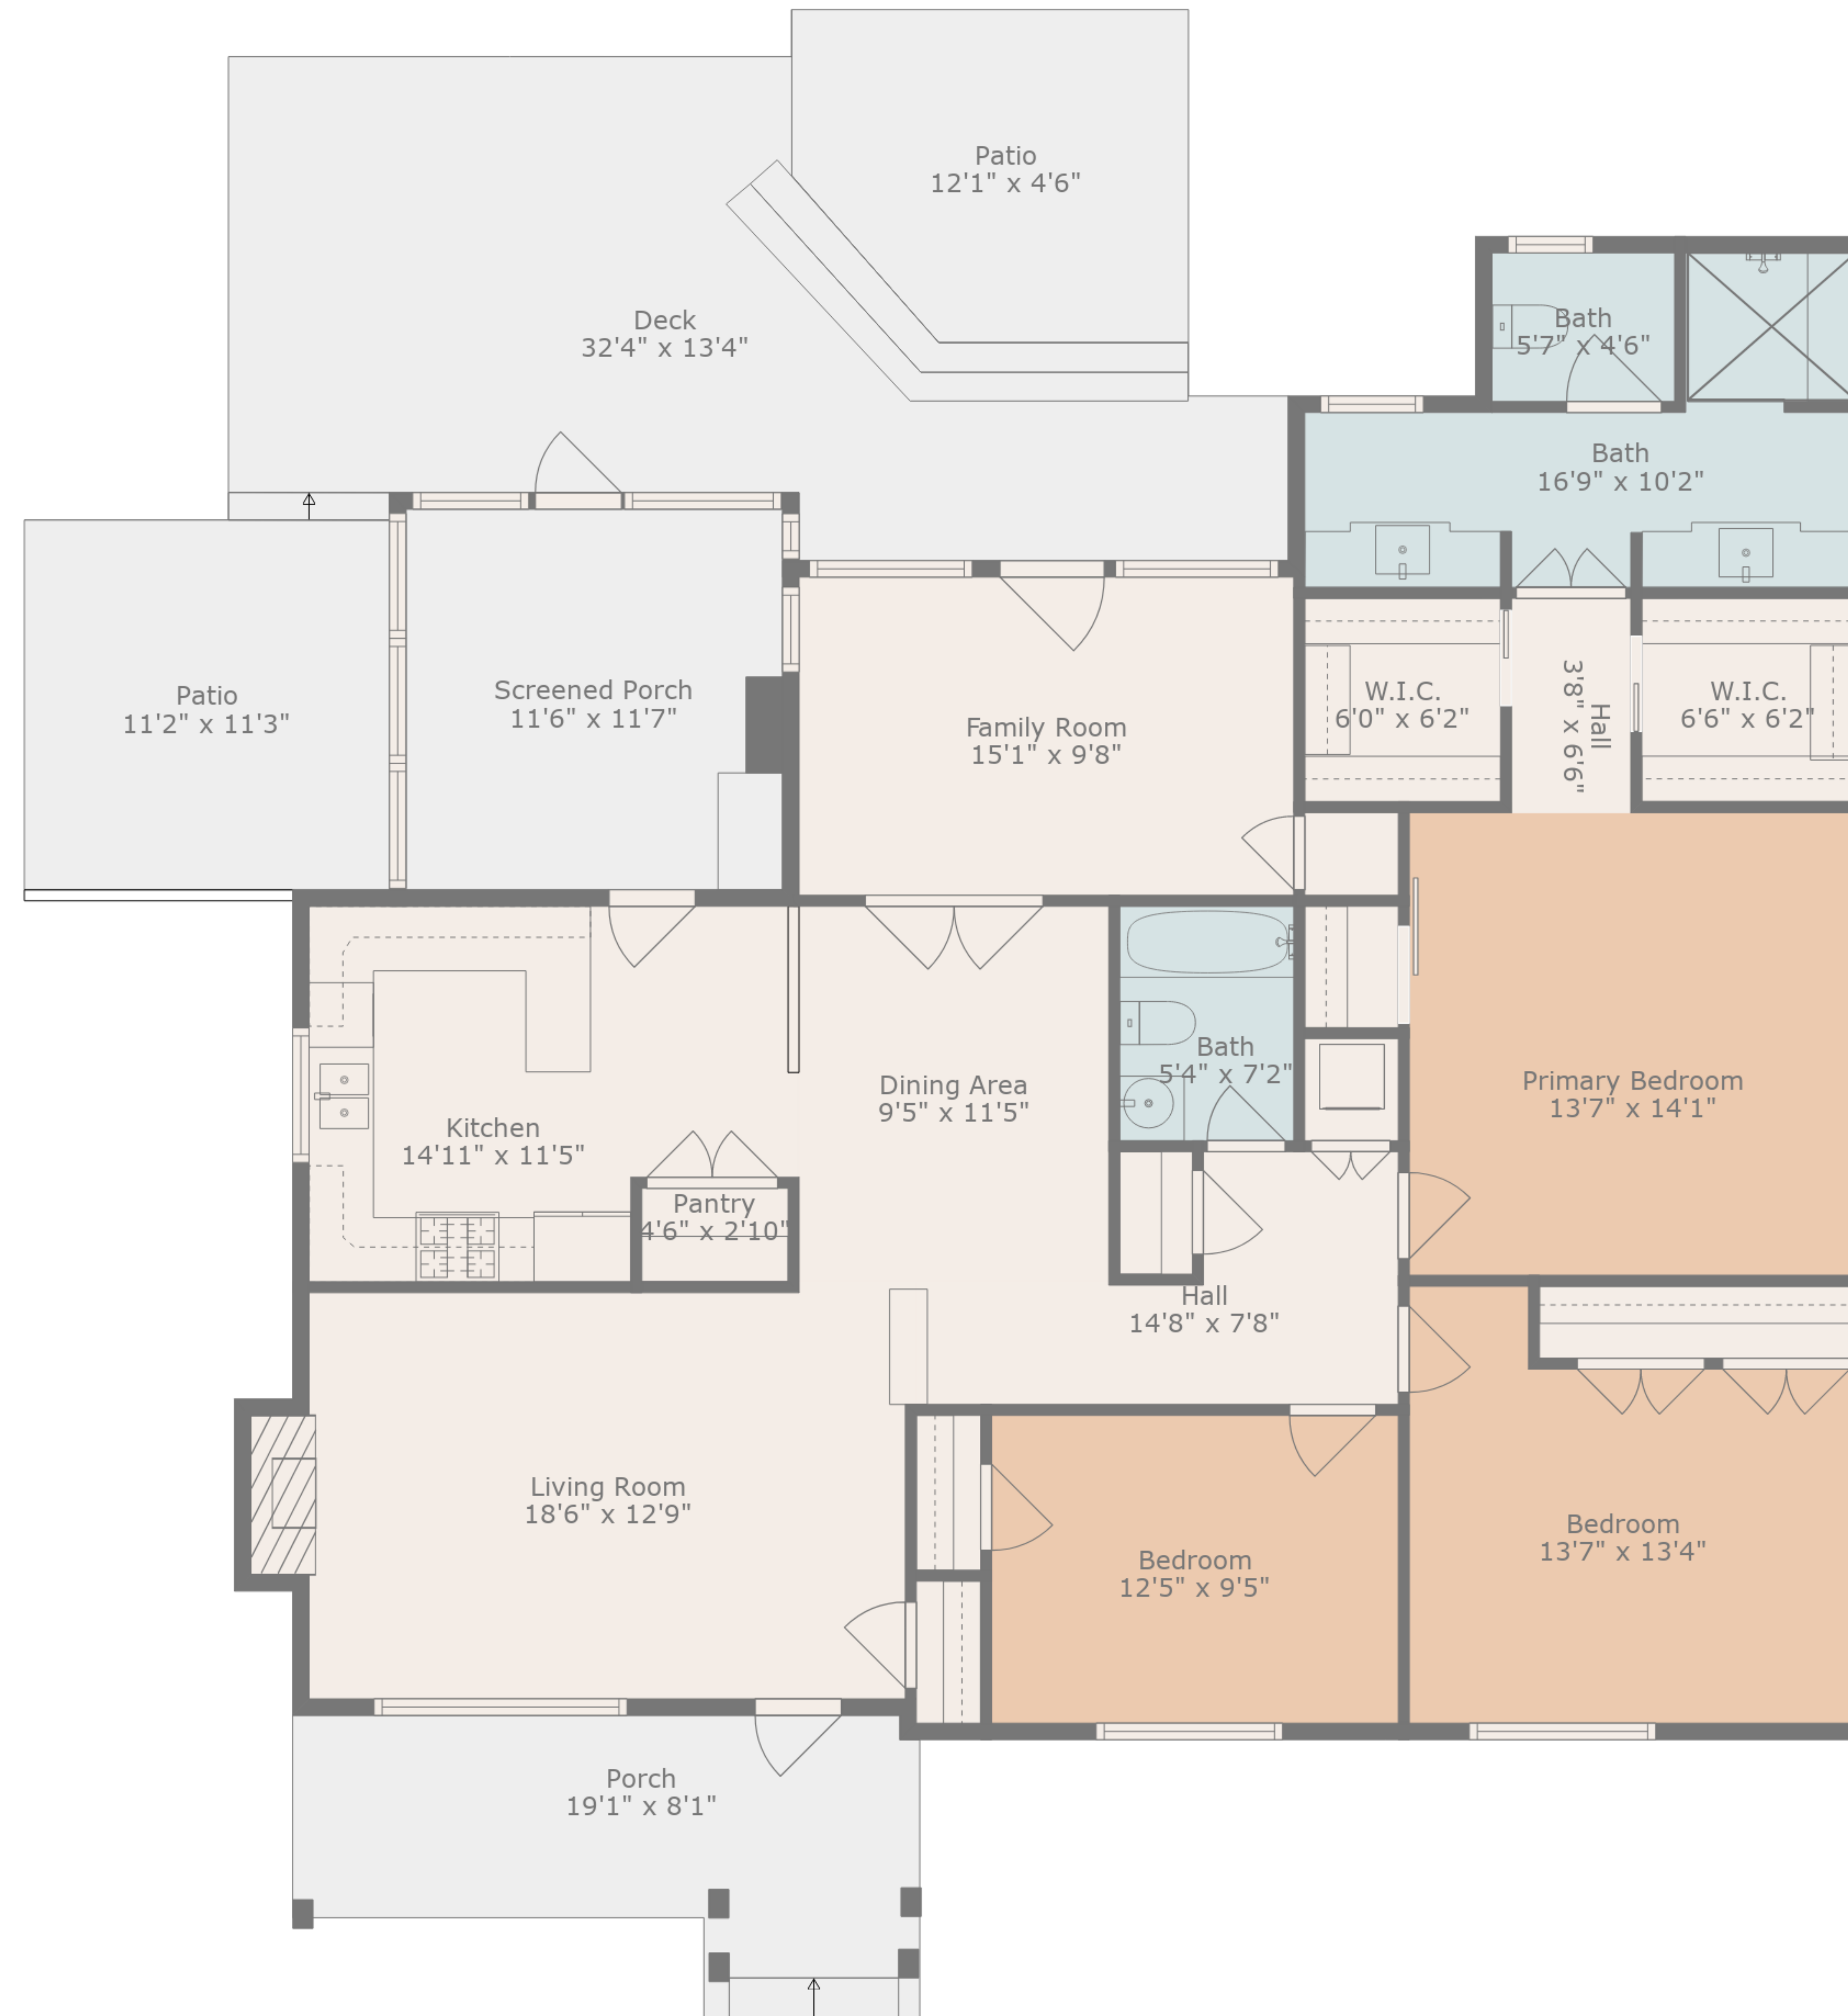 Patio
12'1" x 4'6"
Deck
32'4" x 13'4"
Bath
5'7" x 4'6"
Bath
16'9" x 10'2"
Patio
11'2" x 11'3"
Screened Porch
11'6" x 11'7"
Family Room
15'1" x 9'8"
W.I.C.
6'0" x 6'2"
Hall
3'8" x 6'6"
W.I.C.
6'6" x 6'2"
Kitchen
14'11" x 11'5"
Dining Area
9'5" x 11'5"
Bath
5'4" x 7'2"
Primary Bedroom
13'7" x 14'1"
Pantry
4'6" x 2'10"
Hall
14'8" x 7'8"
Living Room
18'6" x 12'9"
Bedroom
12'5" x 9'5"
Bedroom
13'7" x 13'4"
Porch
19'1" x 8'1"